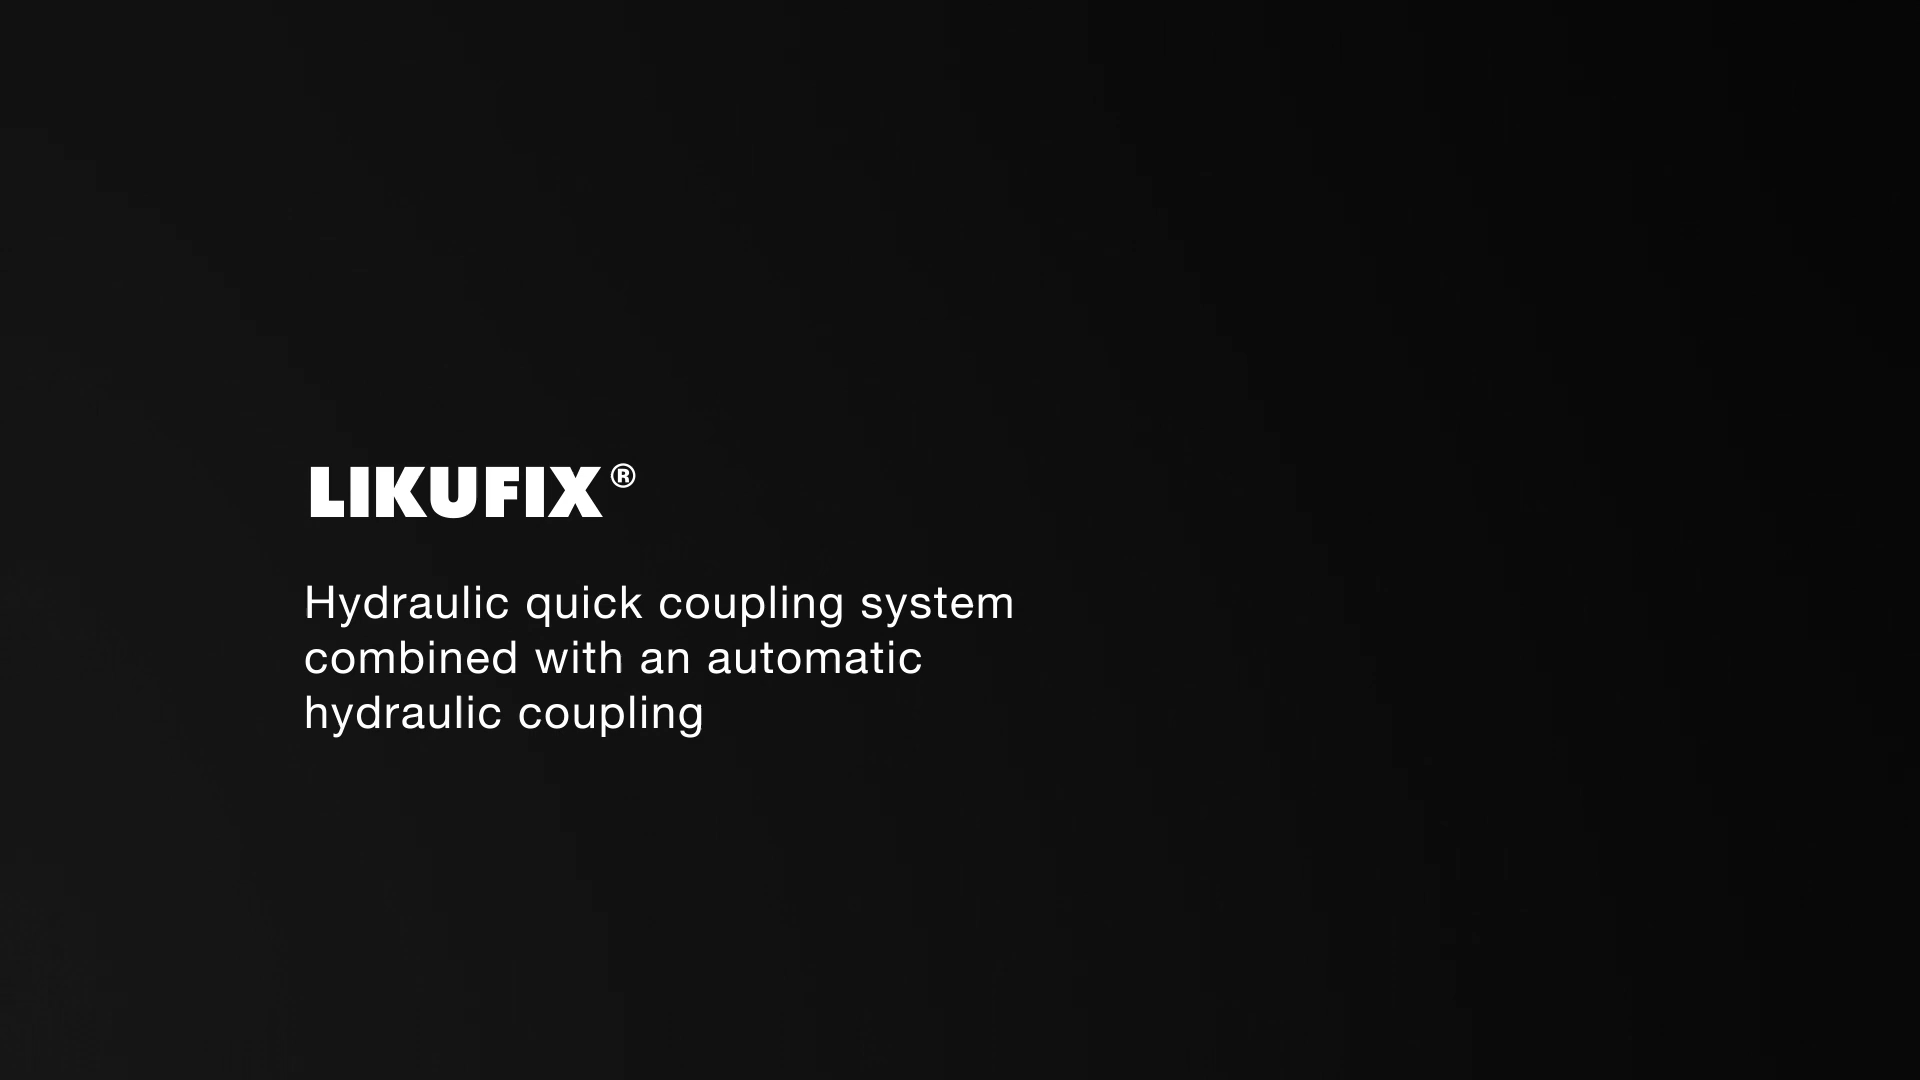 LIKUFIX®
Hydraulic quick coupling system
combined with an automatic
hydraulic coupling